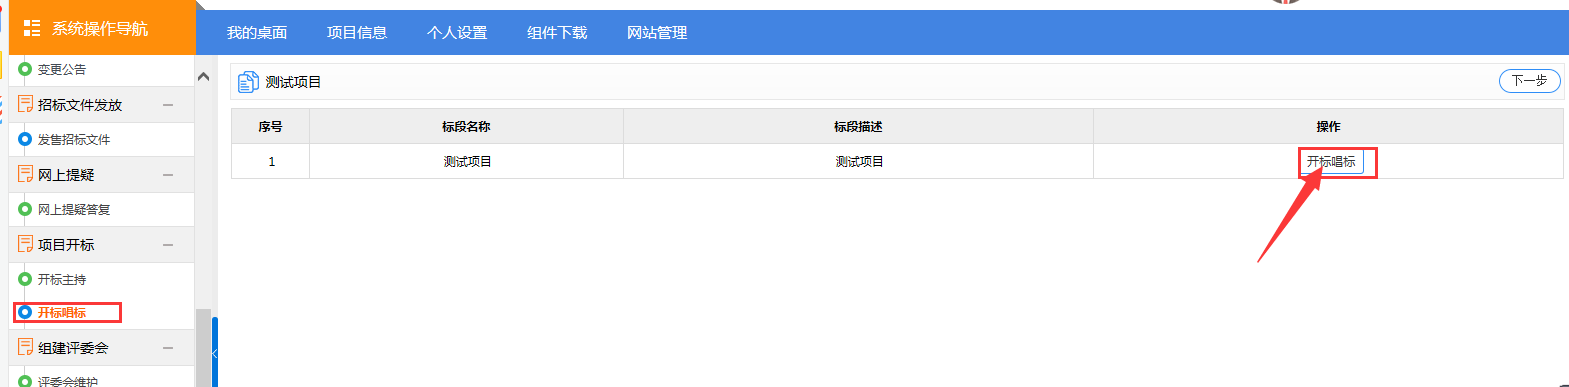 系统操作导航
我的桌面 项目信息 个人设置 组件下载 网站管理
变更公告
招标文件发放
发售招标文件
网上提疑
网上提疑答复
项目开标
开标主持
开标唱标
组建评委会
评委会维护
测试项目 下一步
序号 标段名称 标段描述 操作
1 测试项目 测试项目 开标唱标